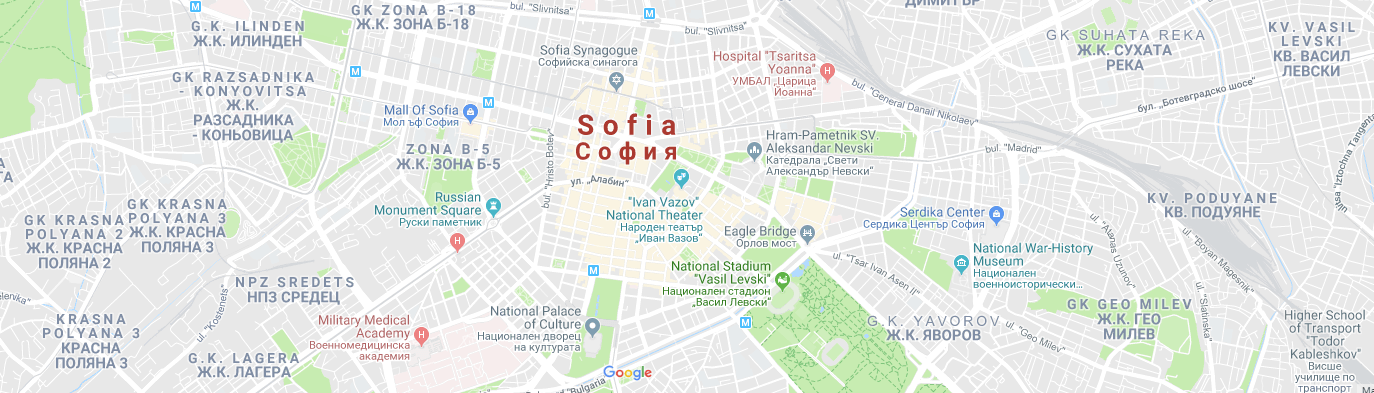 GK ZONA B-18
Ж.К. ЗОНА Б-18
bul. "Slivnitsa"
ДИМИТЪР
G.K. ILINDEN
Ж.К. ИЛИНДЕН
bul. "Slivnitsa"
GK SUHATA REKA
Ж.К. СУХАТА
РЕКА
KV. VASIL
LEVSKI
КВ. ВАСИЛ
ЛЕВСКИ
Sofia Synagogue
Софийска синагога
Hospital "Tsaritsa
Yoanna"
УМБАЛ „Царица
Йоанна"
GK RAZSADNIKA
- KONYOVITSA
Ж.К.
РАЗСАДНИКА
- КОНЬОВИЦА
bul. "General Danail Nikolaev"
бул. „Ботевградско шосе"
Mall Of Sofia
Мол ъф София
Sofia
София
Hram-Pametnik SV.
Aleksandar Nevski
Катедрала „Свети
Александър Невски"
bul. "Madrid"
ZONA B-5
Ж.К. ЗОНА Б-5
bul. "Hristo Botev"
ул. „Алабин"
ul. "Iztochna Tangenta
ТА
Russian
Monument Square
Руски паметник
"Ivan Vazov"
National Theater
Народен театър
„Иван Вазов"
KV. PODUYANE
КВ. ПОДУЯНЕ
GK KRASNA
POLYANA 2
Ж.К. КРАСНА
ПОЛЯНА 2
GK KRASNA
POLYANA 3
Ж.К. КРАСНА
ПОЛЯНА 3
Serdika Center
Сердика Център София
Eagle Bridge
Орлов мост
ul. "Atanas Uzunov"
ul. "Boyan Magesnik"
ul. "Tsar Ivan Asen II"
National War-History
Museum
Национален
военноисторически…
National Stadium
"Vasil Levski"
Национален стадион
„Васил Левски"
NPZ SREDETS
НПЗ СРЕДЕЦ
ul. "Kostenets"
GK GEO MILEV
Ж.К. ГЕО
МИЛЕВ
ul. "Slatinska"
KRASNA
POLYANA 3
КРАСНА
ПОЛЯНА 3
Military Medical
Academy
Военномедицинска
академия
National Palace
of Culture
Национален дворец
на културата
G.K. YAVOROV
Ж.К. ЯВОРОВ
ul. "Geo Milev"
Higher School
of Transport
"Todor
Kableshkov"
Висше
училище по
транспорт
G.K. LAGERA
Ж.К. ЛАГЕРА
Google
"Bulgaria
Ma